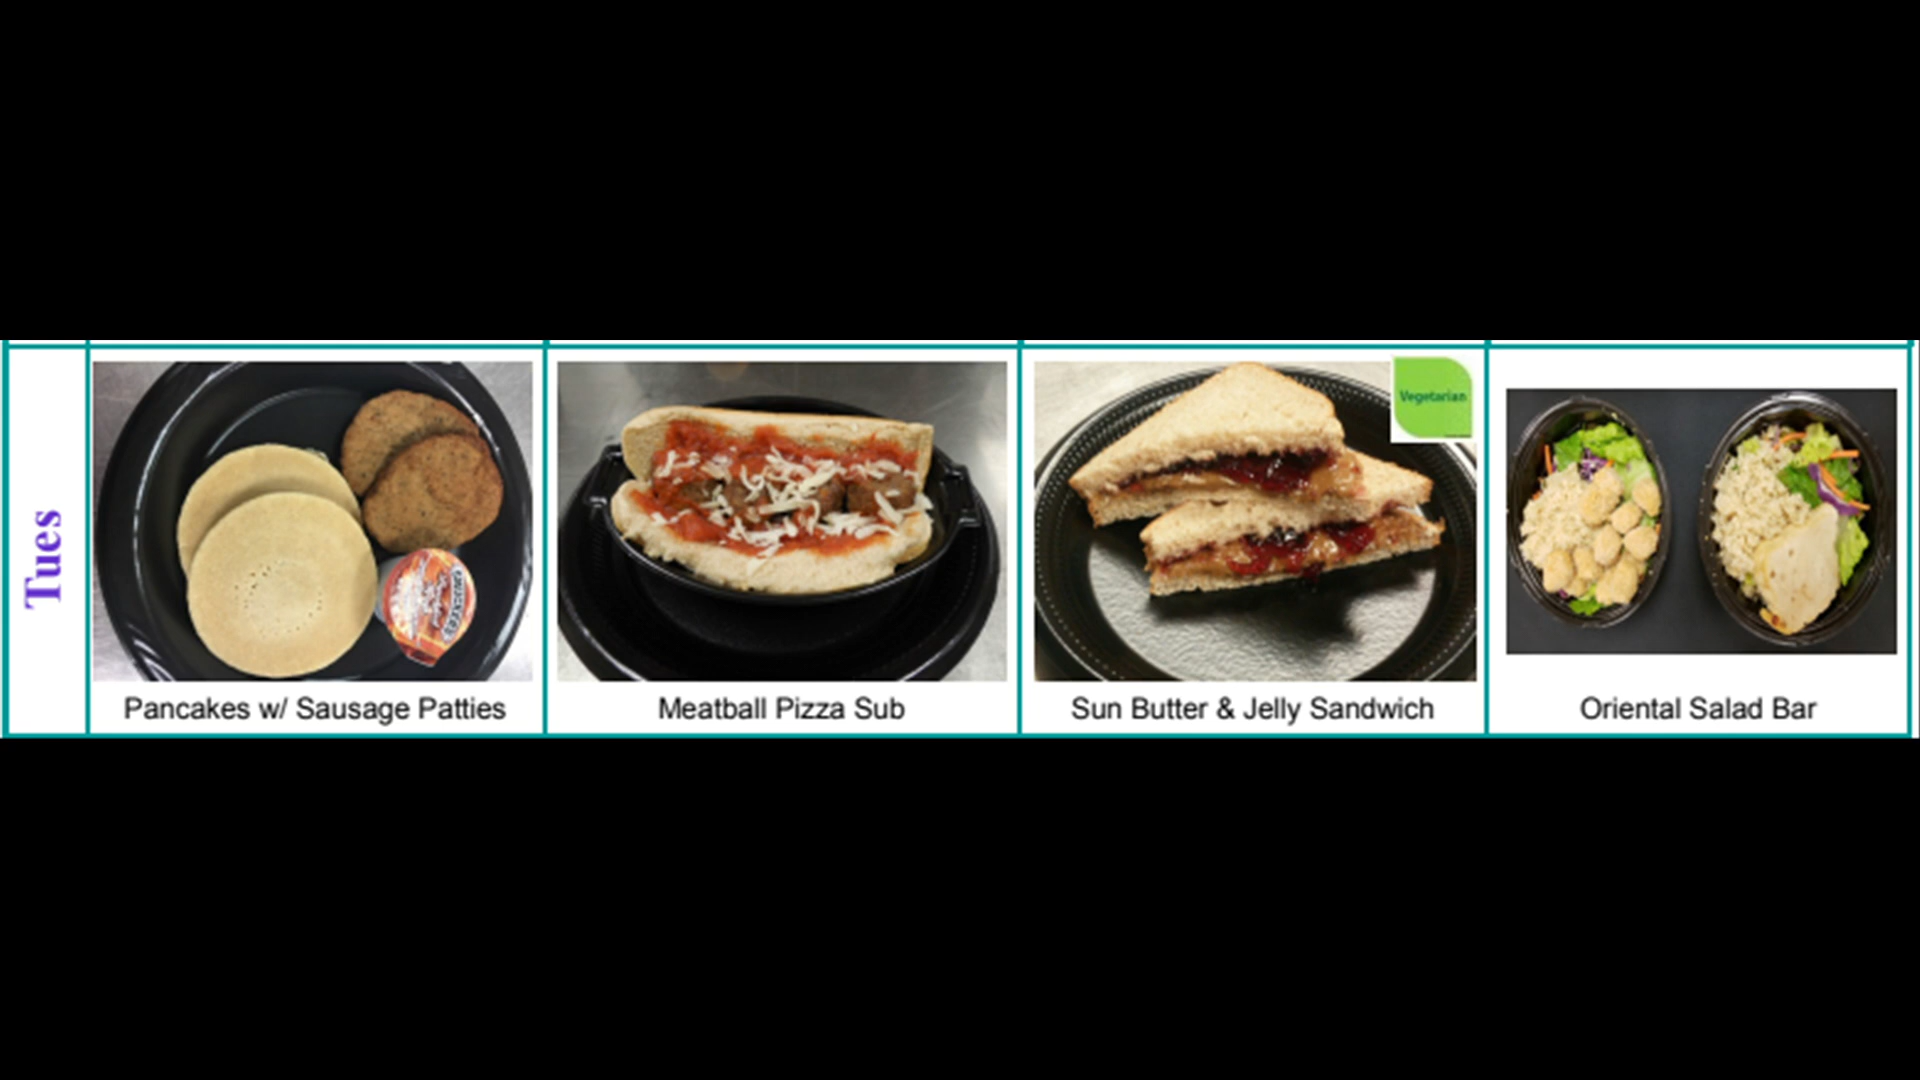 Tues
Vegetarian
Pancakes w/ Sausage Patties
Meatball Pizza Sub
Sun Butter & Jelly Sandwich
Oriental Salad Bar